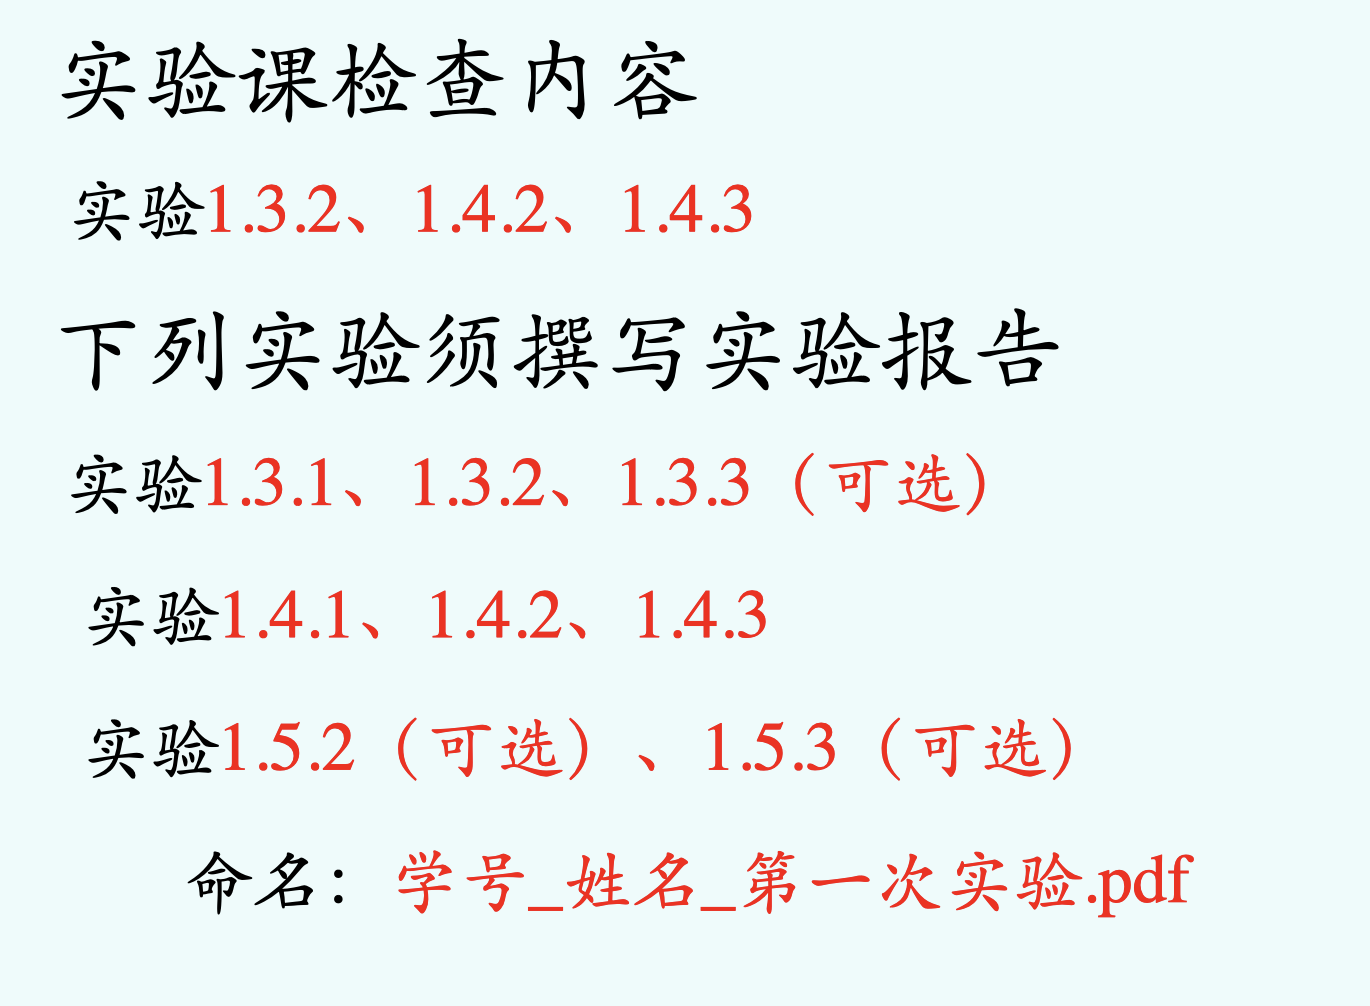 实验课检查内容
实验1.3.2、1.4.2、1.4.3
下列实验须撰写实验报告
实验1.3.1、1.3.2、1.3.3（可选）
实验1.4.1、1.4.2、1.4.3
实验1.5.2（可选）、1.5.3（可选）
命名：学号_姓名_第一次实验.pdf